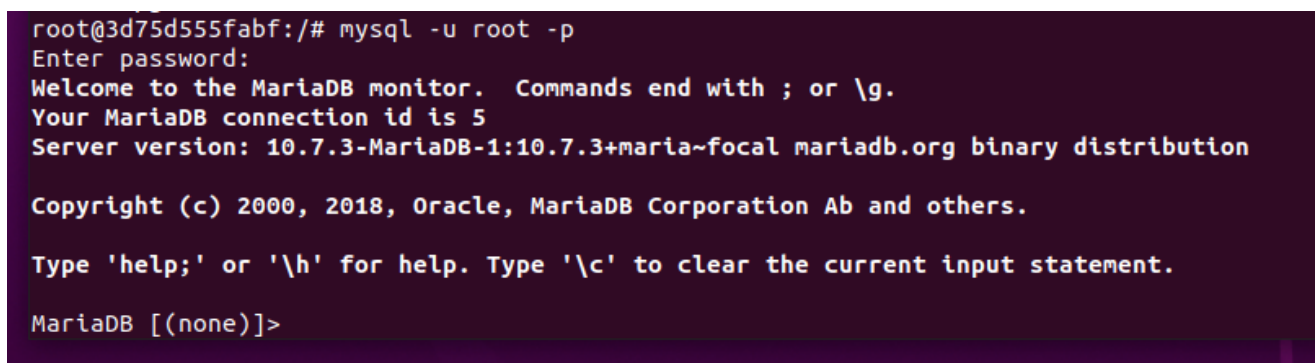 root@3d75d555fabf:/# mysql -u root -p
Enter password:
Welcome to the MariaDB monitor.  Commands end with ; or \g.
Your MariaDB connection id is 5
Server version: 10.7.3-MariaDB-1:10.7.3+maria~focal mariadb.org binary distribution
Copyright (c) 2000, 2018, Oracle, MariaDB Corporation Ab and others.
Type 'help;' or '\h' for help. Type '\c' to clear the current input statement.
MariaDB [(none)]>